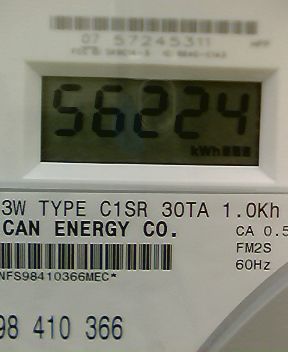 07 57245311
56224
kWh
3W TYPE C1SR 30TA 1.0Kh
CAN ENERGY CO.
CA 0.5
FM2S
60Hz
NFS98410366MEC*
98 410 366